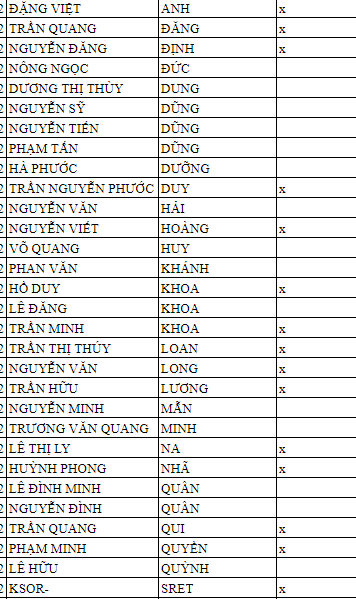 2 ĐẶNG VIỆT ANH x
2 TRẦN QUANG ĐĂNG x
2 NGUYỄN ĐĂNG ĐỊNH x
2 NÔNG NGỌC ĐỨC
2 DƯƠNG THỊ THÙY DUNG
2 NGUYỄN SỸ DŨNG
2 NGUYỄN TIẾN DŨNG
2 PHẠM TẤN DŨNG
2 HÀ PHƯỚC DƯỠNG
2 TRẦN NGUYỄN PHƯỚC DUY x
2 NGUYỄN VĂN HẢI
2 NGUYỄN VIẾT HOÀNG x
2 VÕ QUANG HUY
2 PHAN VĂN KHÁNH
2 HỒ DUY KHOA x
2 LÊ ĐĂNG KHOA
2 TRẦN MINH KHOA x
2 TRẦN THỊ THÚY LOAN x
2 NGUYỄN VĂN LONG x
2 TRẦN HỮU LƯƠNG x
2 NGUYỄN MINH MẪN
2 TRƯƠNG VĂN QUANG MINH
2 LÊ THỊ LY NA x
2 HUỲNH PHONG NHÃ x
2 LÊ ĐÌNH MINH QUÂN
2 NGUYỄN ĐÌNH QUÂN
2 TRẦN QUANG QUI x
2 PHẠM MINH QUYỀN x
2 LÊ HỮU QUỲNH
2 KSOR- SRET x